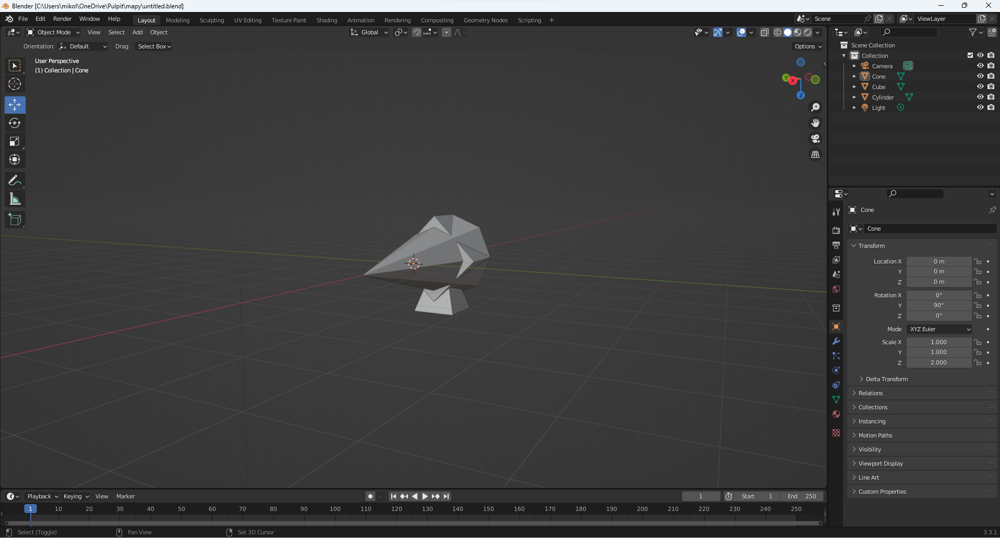 Blender [C:\Users\mikol\OneDrive\Pulpit\mapy\untitled.blend]
File Edit Render Window Help Layout Modeling Sculpting UV Editing Texture Paint Shading Animation Rendering Compositing Geometry Nodes Scripting + Scene ViewLayer
Object Mode View Select Add Object Global
Orientation: Default Drag: Select Box Options
User Perspective
(1) Collection | Cone
Y X Z
Scene Collection
Collection
Camera
Cone
Cube
Cylinder
Light
Cone
Cone
Transform
Location X 0 m
Y 0 m
Z 0 m
Rotation X 0°
Y 90°
Z 0°
Mode XYZ Euler
Scale X 1.000
Y 1.000
Z 2.000
Delta Transform
Relations
Collections
Instancing
Motion Paths
Visibility
Viewport Display
Line Art
Custom Properties
Playback Keying View Marker 1 Start 1 End 250
1 10 20 30 40 50 60 70 80 90 100 110 120 130 140 150 160 170 180 190 200 210 220 230 240 250
Select (Toggle) Pan View Set 3D Cursor 3.3.1